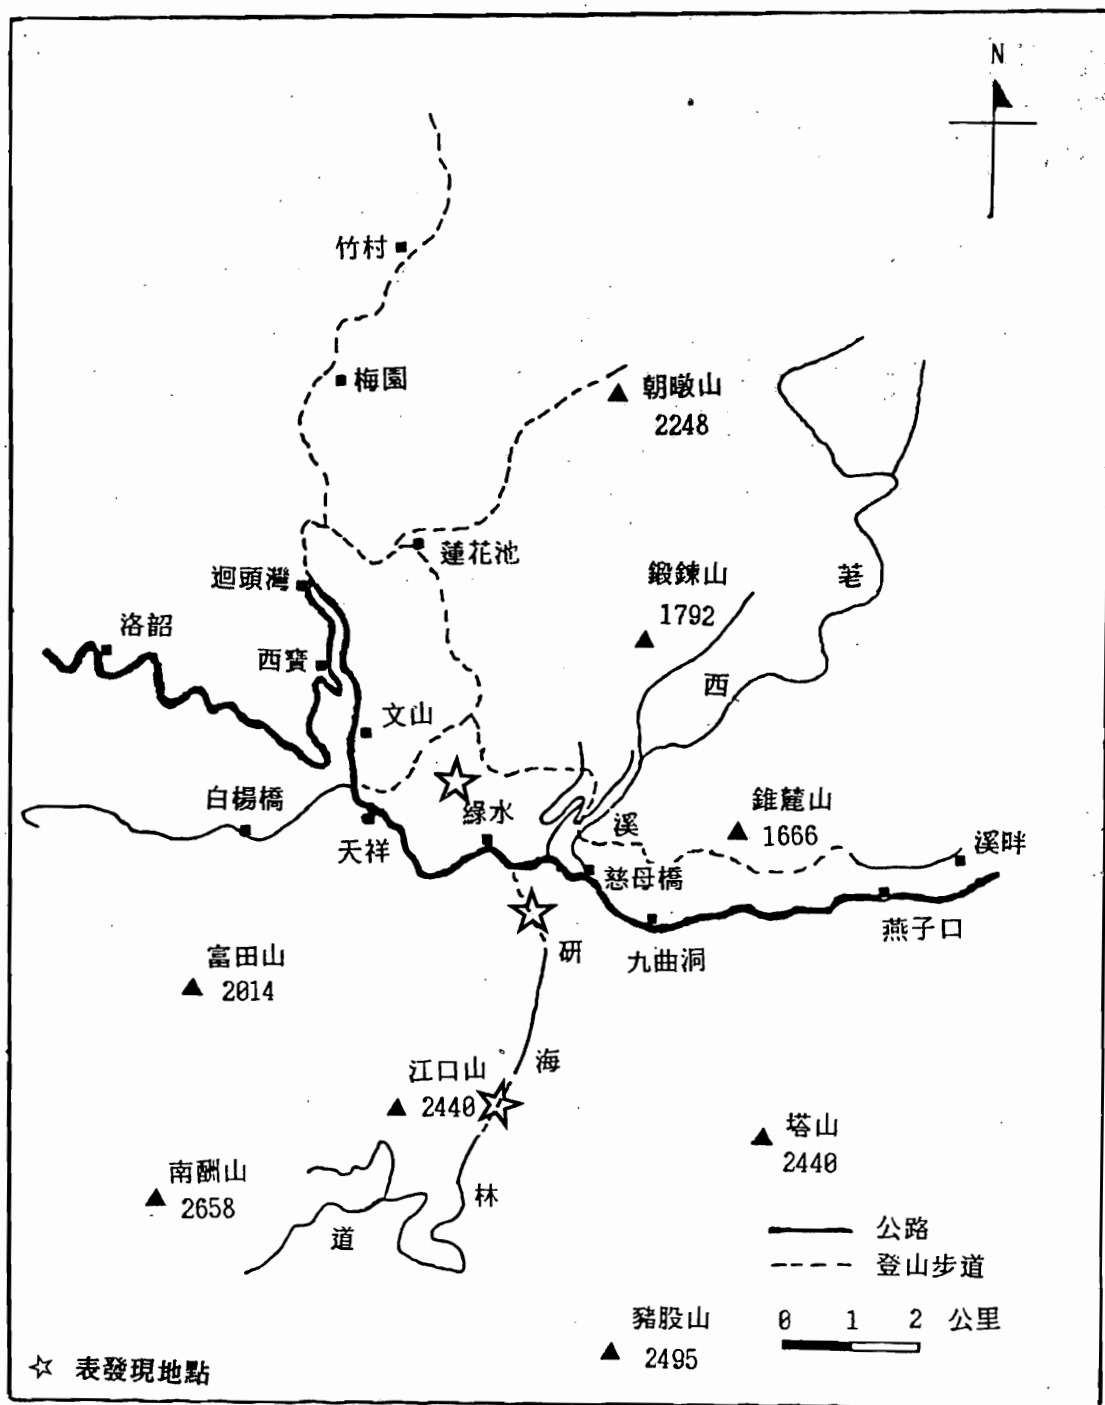 N
竹村
梅園
朝暾山
2248
蓮花池
迴頭灣
鍛鍊山
1792
荖
西
溪
洛韶
西寶
文山
白楊橋
天祥
綠水
錐麓山
1666
溪畔
慈母橋
燕子口
九曲洞
富田山
2014
研
海
林
道
江口山
2440
塔山
2440
南酬山
2658
公路
登山步道
0 1 2 公里
豬股山
2495
☆ 表發現地點